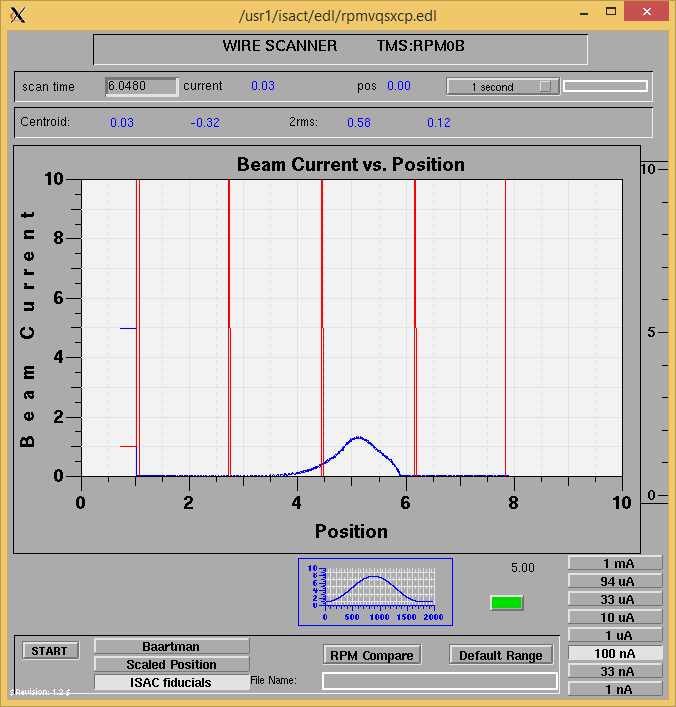 /usr1/isact/edl/rpmvqsxcp.edl
WIRE SCANNER TMS:RPM0B
scan time 6.0480 current 0.03 pos 0.00 1 second
Centroid: 0.03 -0.32 2rms: 0.58 0.12
Beam Current vs. Position
10
8
6
4
2
0
Beam Current
10
5
0
0 2 4 6 8 10
Position
10
8
6
4
2
0
0 500 1000 1500 2000
5.00
1 mA
94 uA
33 uA
10 uA
1 uA
100 nA
33 nA
1 nA
START
Baartman
Scaled Position
ISAC fiducials
RPM Compare
Default Range
File Name:
$Revision: 1.2 $